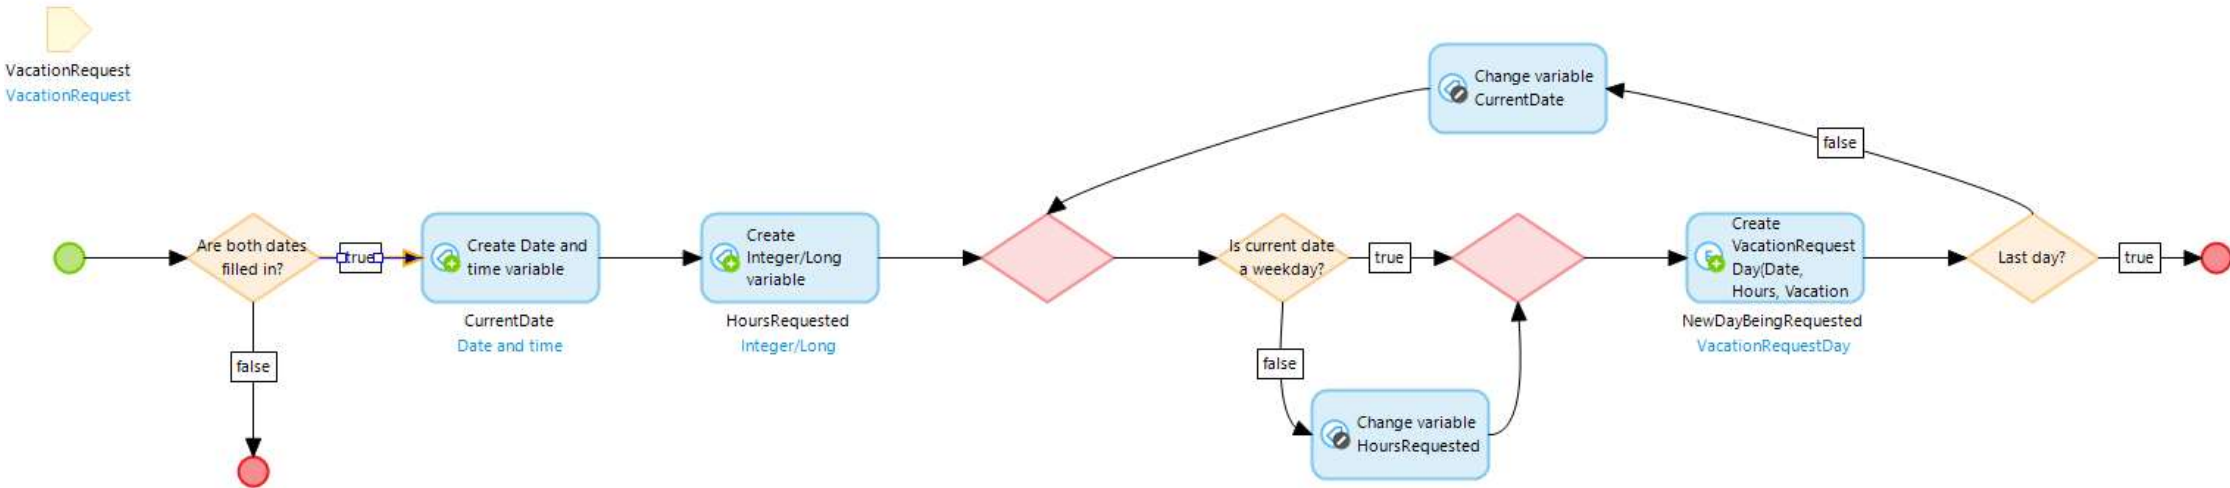 VacationRequest
VacationRequest
Change variable
CurrentDate
false
Are both dates
filled in?
true
Create Date and
time variable
CurrentDate
Date and time
Create
Integer/Long
variable
HoursRequested
Integer/Long
Is current date
a weekday?
true
Create
VacationRequest
Day(Date,
Hours, Vacation
NewDayBeingRequested
VacationRequestDay
Last day?
true
false
false
Change variable
HoursRequested